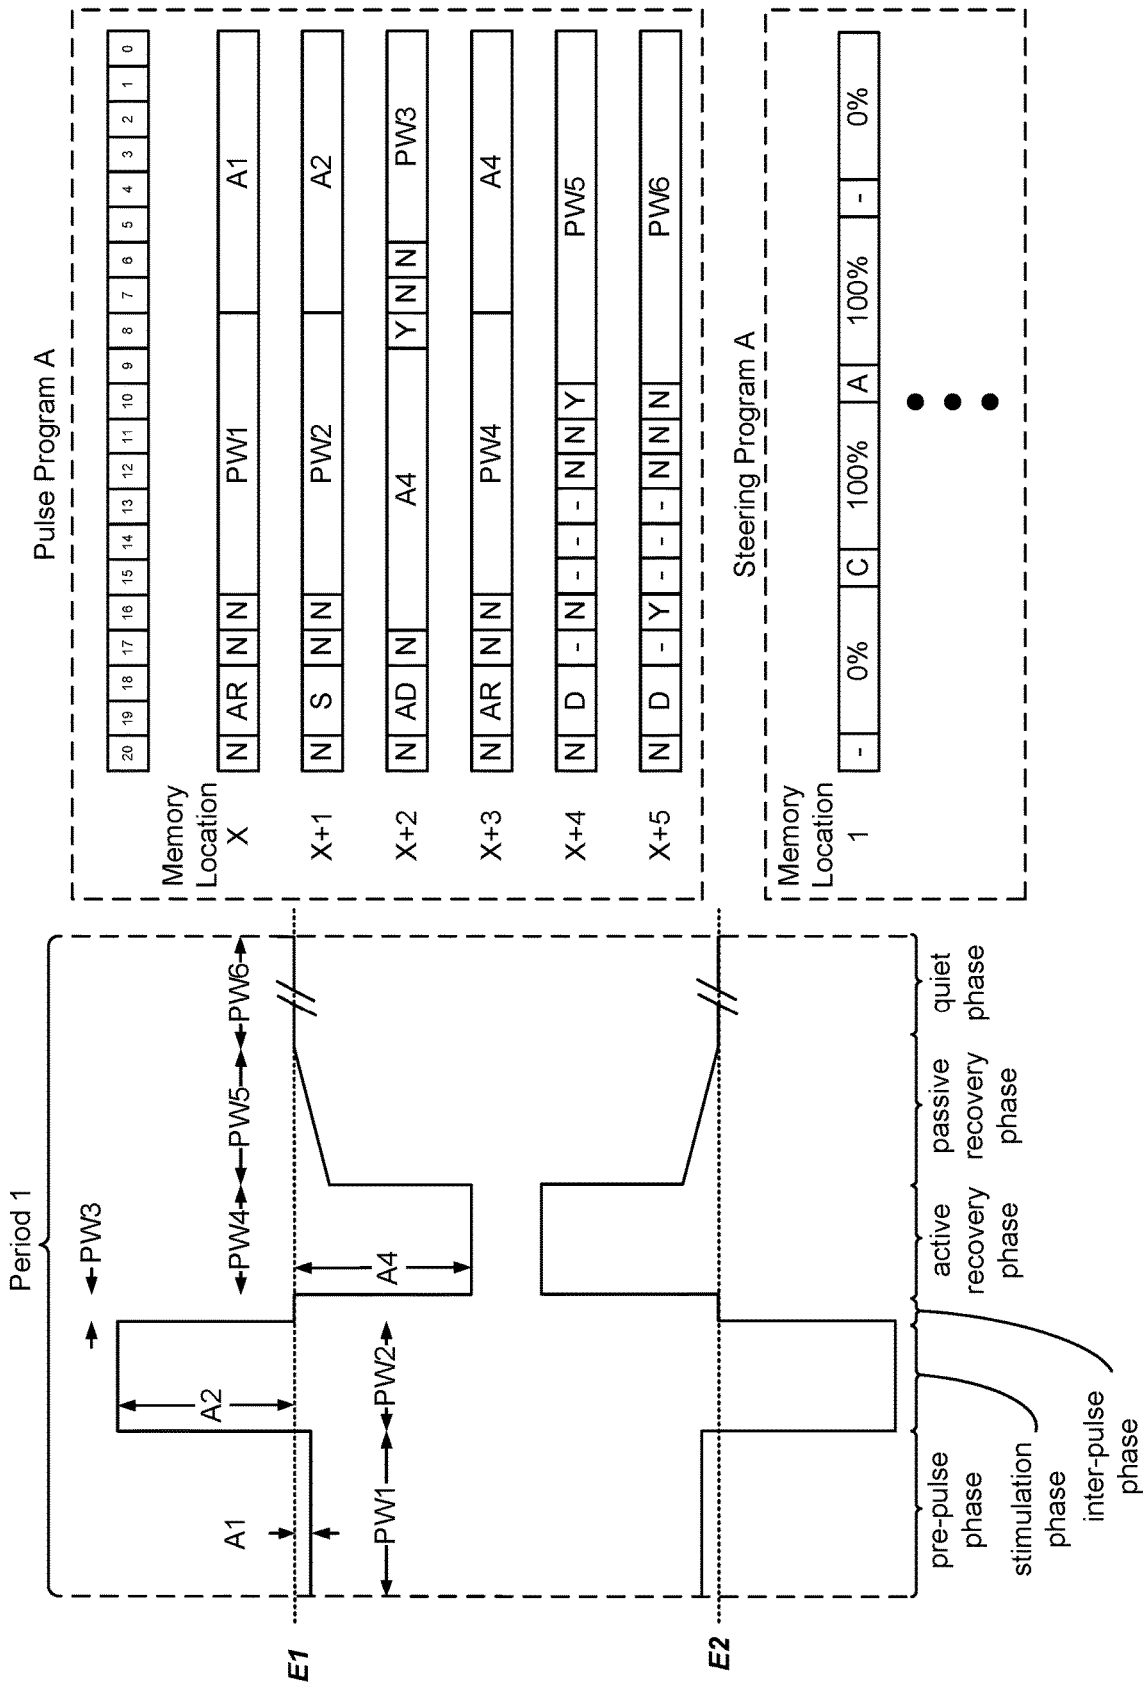 Period 1
PW3
A2
PW4
PW5
PW6
A1
E1
PW1
PW2
A4
E2
pre-pulse
phase
stimulation
phase
inter-pulse
phase
active
recovery
phase
passive
recovery
phase
quiet
phase
Pulse Program A
Memory
Location
20 19 18 17 16 15 14 13 12 11 10 9 8 7 6 5 4 3 2 1 0
X N AR N N PW1 A1
X+1 N S N N PW2 A2
X+2 N AD N A4 Y N N PW3
X+3 N AR N N PW4 A4
X+4 N D - N - - - N N Y PW5
X+5 N D - Y - - - N N N PW6
Steering Program A
Memory
Location
1 - 0% C 100% A 100% - 0%